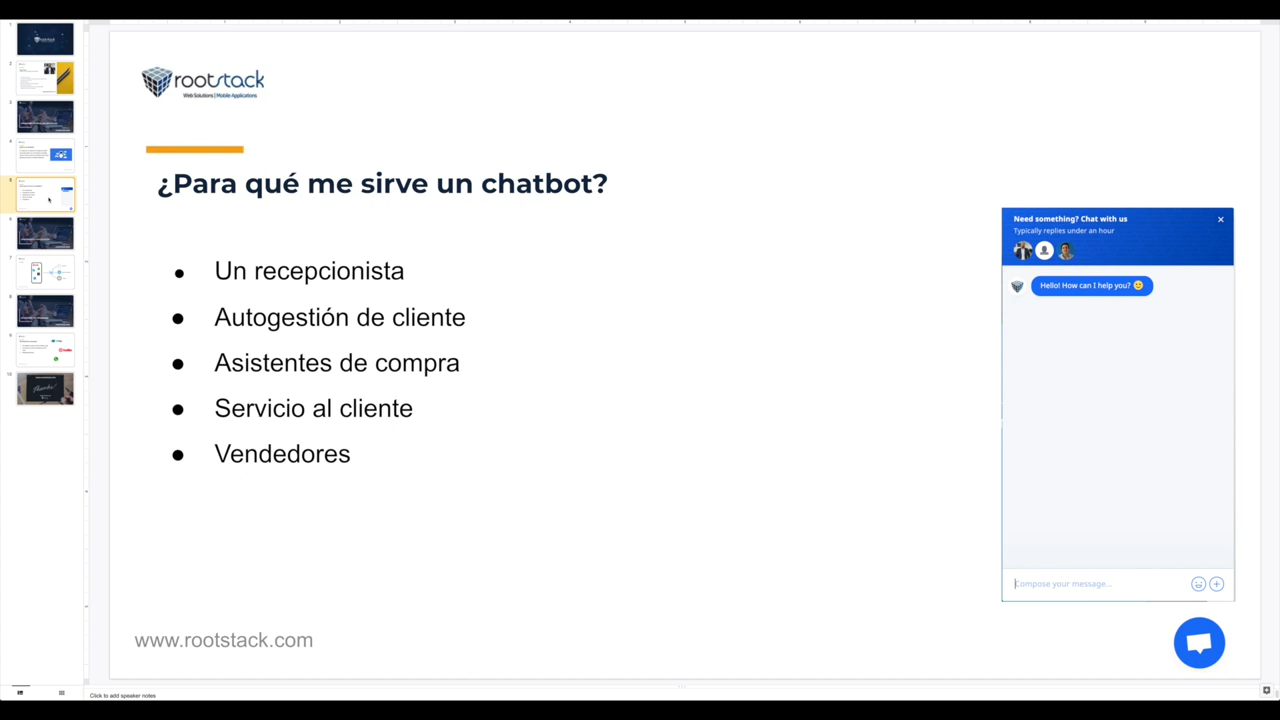 rootstack
Web Solutions | Mobile Applications
¿Para qué me sirve un chatbot?
● Un recepcionista
● Autogestión de cliente
● Asistentes de compra
● Servicio al cliente
● Vendedores
www.rootstack.com
Need something? Chat with us
Typically replies under an hour
Hello! How can I help you? 🙂
Compose your message...
Click to add speaker notes